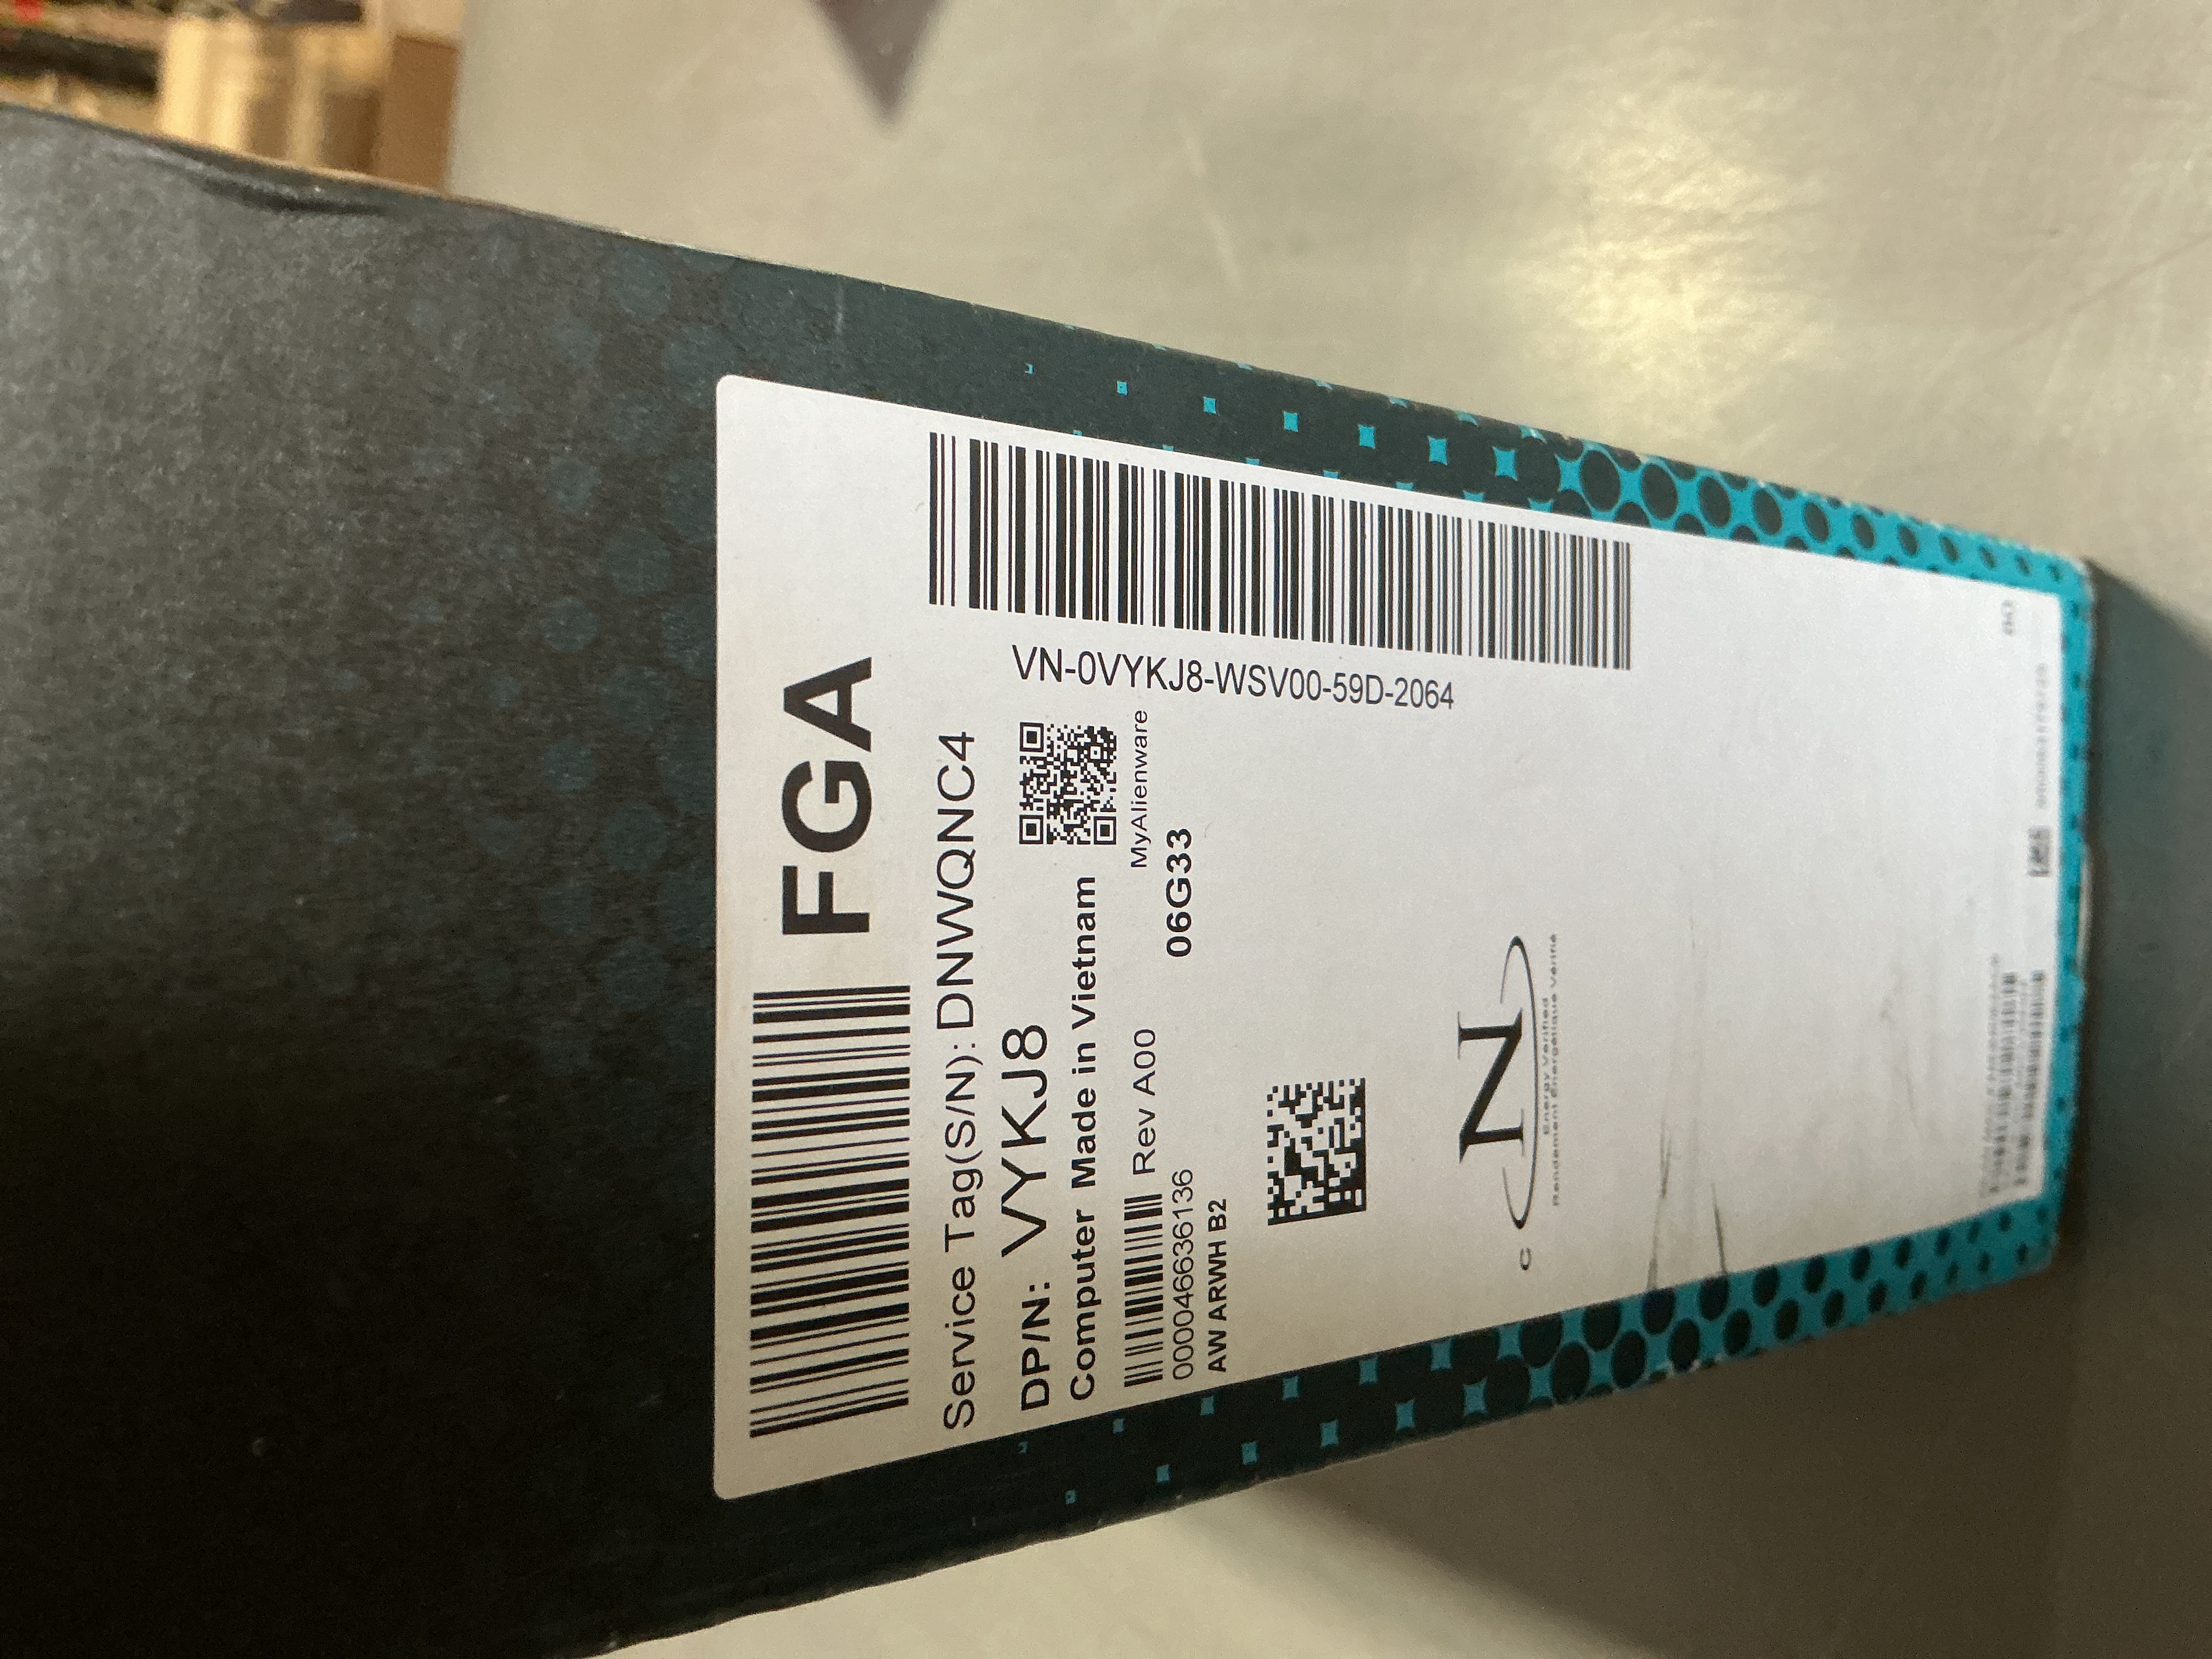 FGA
Service Tag(S/N): DNWQNC4
DP/N: VYKJ8
Computer Made in Vietnam
MyAlienware
Rev A00
0000466636136
06G33
AW ARWH B2
VN-0VYKJ8-WSV00-59D-2064
c N
Energy Verified
Rendement Énergétique Vérifié